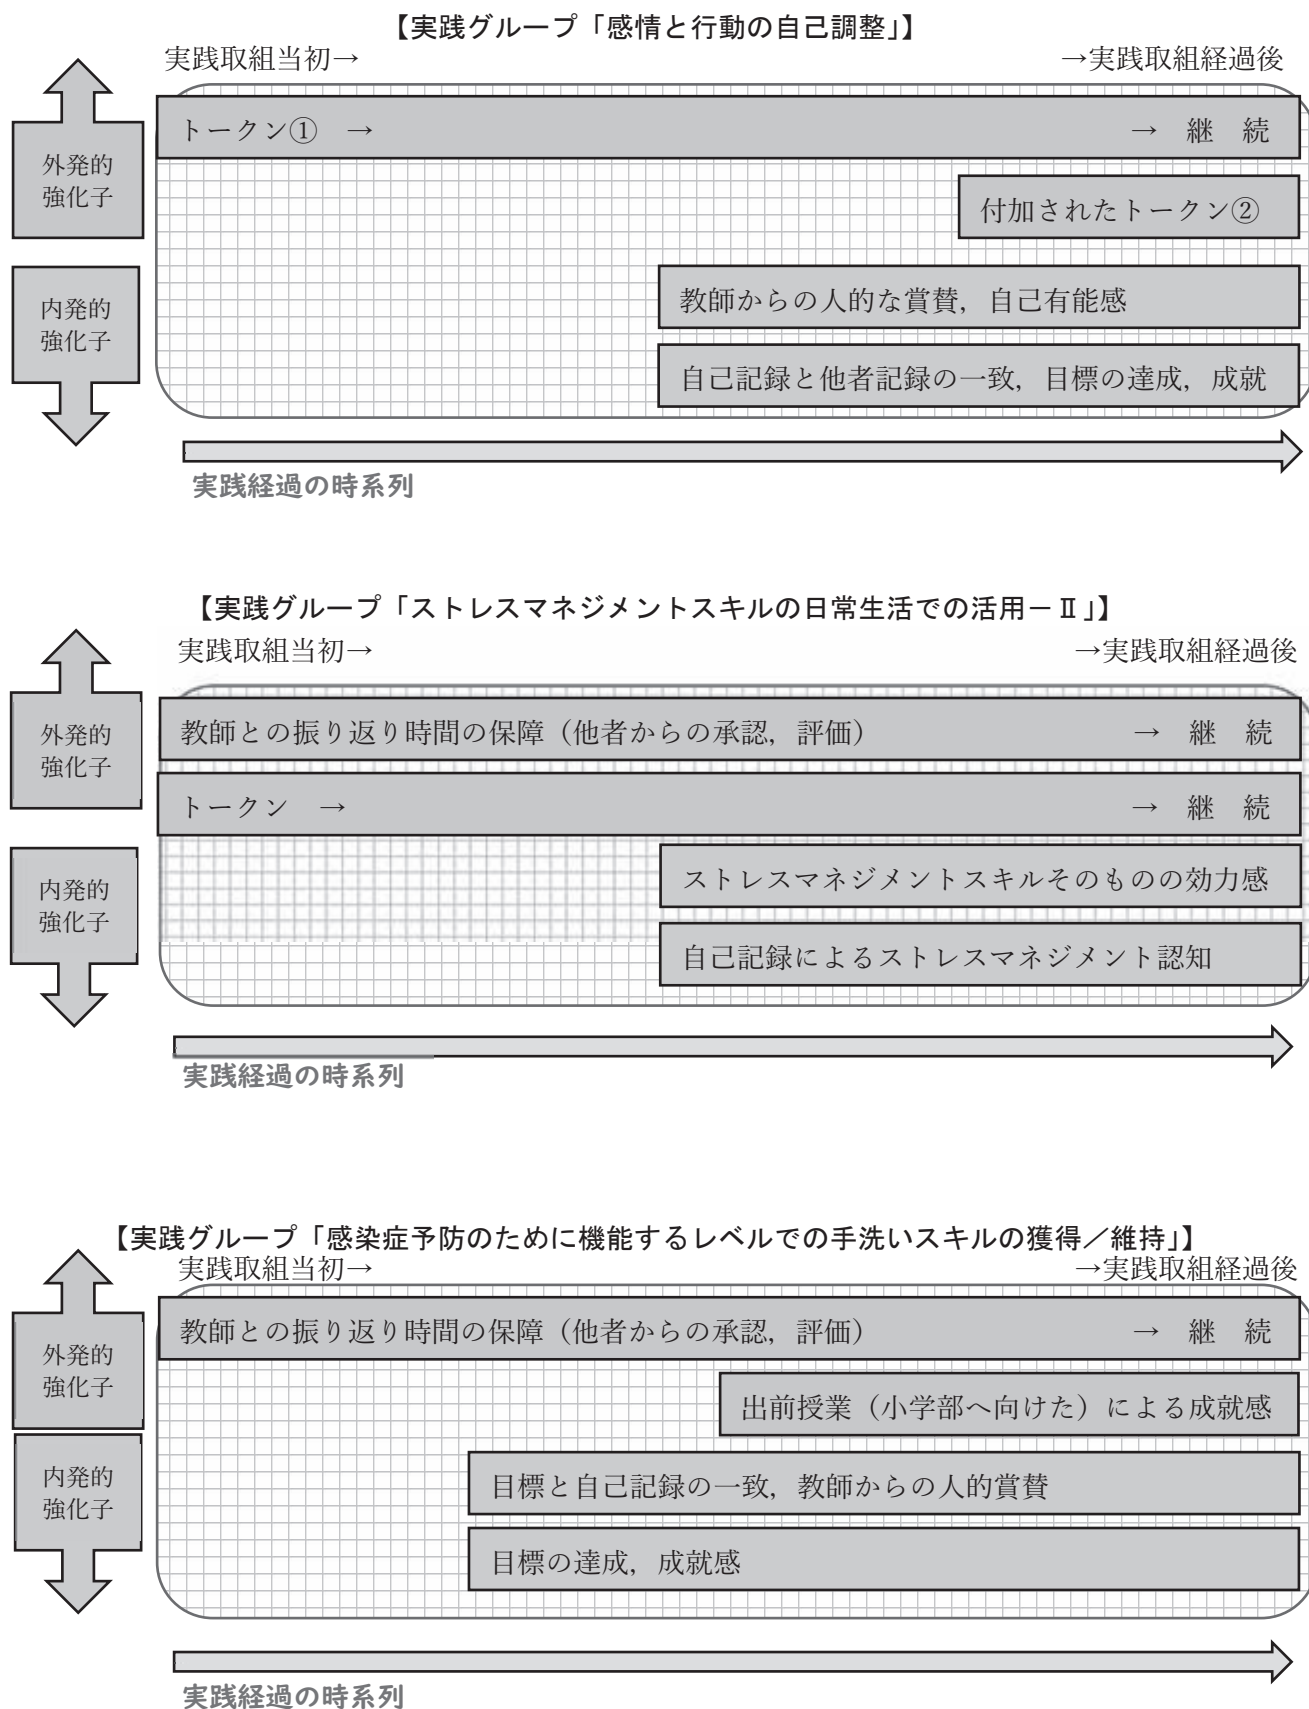 【実践グループ「感情と行動の自己調整」】
実践取組当初→ →実践取組経過後
外発的
強化子
トークン① → → 継 続
付加されたトークン②
内発的
強化子
教師からの人的な賞賛，自己有能感
自己記録と他者記録の一致，目標の達成，成就
実践経過の時系列
【実践グループ「ストレスマネジメントスキルの日常生活での活用－Ⅱ」】
実践取組当初→ →実践取組経過後
外発的
強化子
教師との振り返り時間の保障（他者からの承認，評価） → 継 続
トークン → → 継 続
内発的
強化子
ストレスマネジメントスキルそのものの効力感
自己記録によるストレスマネジメント認知
実践経過の時系列
【実践グループ「感染症予防のために機能するレベルでの手洗いスキルの獲得／維持」】
実践取組当初→ →実践取組経過後
外発的
強化子
教師との振り返り時間の保障（他者からの承認，評価） → 継 続
出前授業（小学部へ向けた）による成就感
内発的
強化子
目標と自己記録の一致，教師からの人的賞賛
目標の達成，成就感
実践経過の時系列